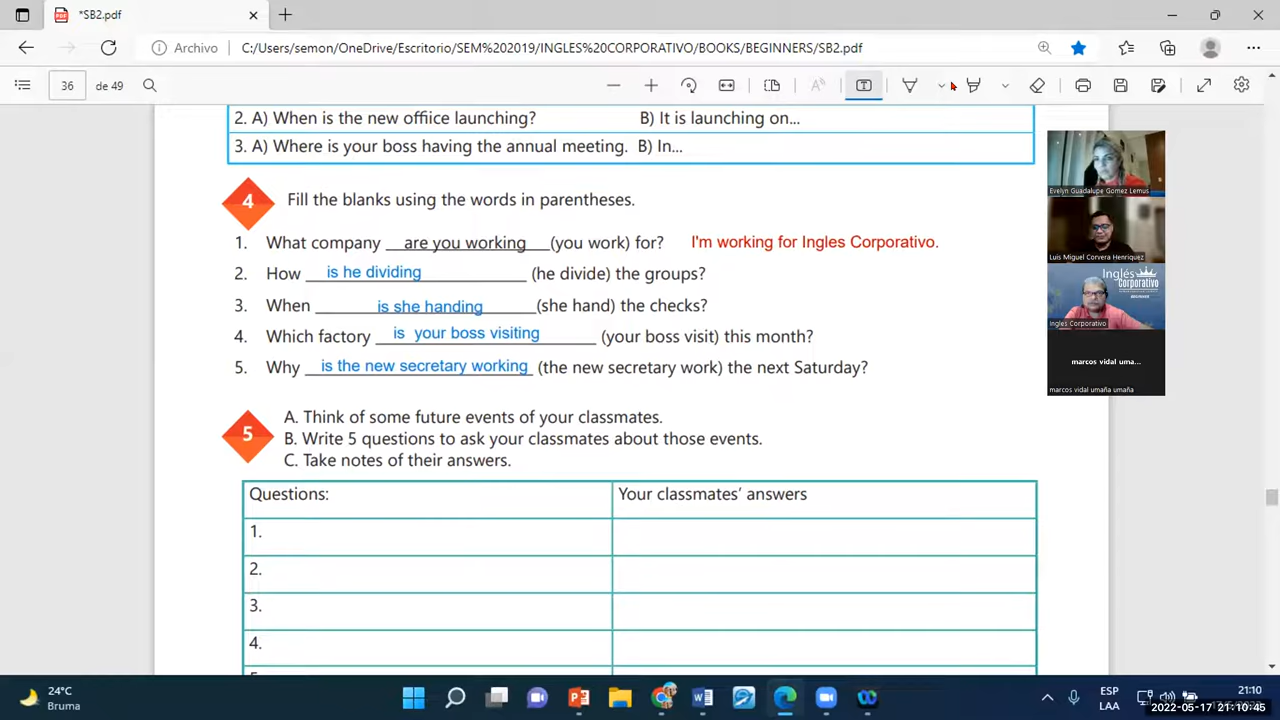 *SB2.pdf
Archivo
C:/Users/semon/OneDrive/Escritorio/SEM%202019/INGLES%20CORPORATIVO/BOOKS/BEGINNERS/SB2.pdf
36 de 49
2. A) When is the new office launching? B) It is launching on...
3. A) Where is your boss having the annual meeting. B) In...
4 Fill the blanks using the words in parentheses.
1. What company are you working (you work) for? I'm working for Ingles Corporativo.
2. How is he dividing (he divide) the groups?
3. When is she handing (she hand) the checks?
4. Which factory is your boss visiting (your boss visit) this month?
5. Why is the new secretary working (the new secretary work) the next Saturday?
5 A. Think of some future events of your classmates.
B. Write 5 questions to ask your classmates about those events.
C. Take notes of their answers.
Questions: Your classmates' answers
1.
2.
3.
4.
Evelyn Guadalupe Gomez Lemus
Luis Miguel Corvera Henriquez
Inglés
Corporativo
BEGINNER
Ingles Corporativo
marcos vidal uma...
marcos vidal umaña umaña
24°C
Bruma
ESP
LAA
21:10
2022-05-17 21:10:45